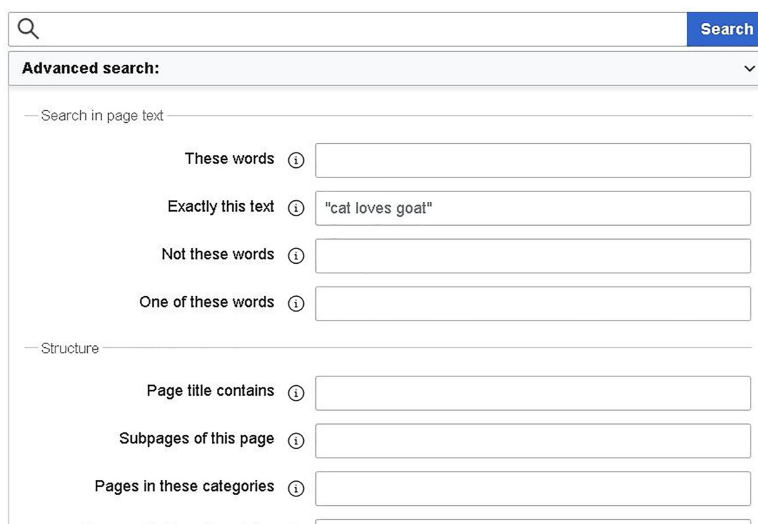 Search
Advanced search:
Search in page text
These words
Exactly this text "cat loves goat"
Not these words
One of these words
Structure
Page title contains
Subpages of this page
Pages in these categories